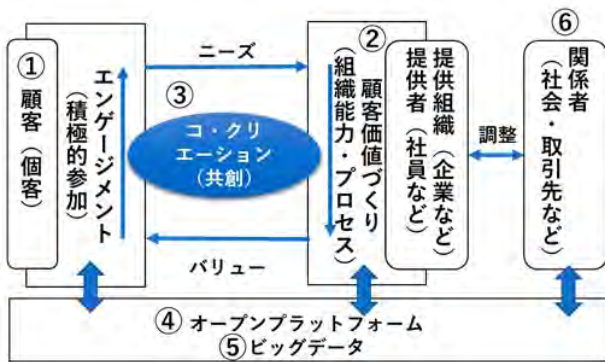 ①
顧客（個客）
エンゲージメント
（積極的参加）
ニーズ
③
コ・クリ
エーション
（共創）
バリュー
②
顧客価値づくり
（組織能力・プロセス）
提供組織（企業など）
提供者（社員など）
調整
⑥
関係者
（社会・取引先など）
④ オープンプラットフォーム
⑤ ビッグデータ